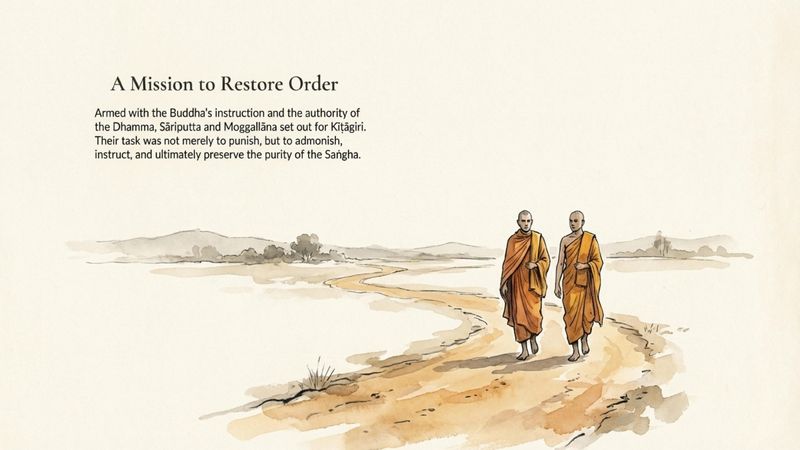 A Mission to Restore Order
Armed with the Buddha's instruction and the authority of
the Dhamma, Sāriputta and Moggallāna set out for Kīṭāgiri.
Their task was not merely to punish, but to admonish,
instruct, and ultimately preserve the purity of the Saṅgha.